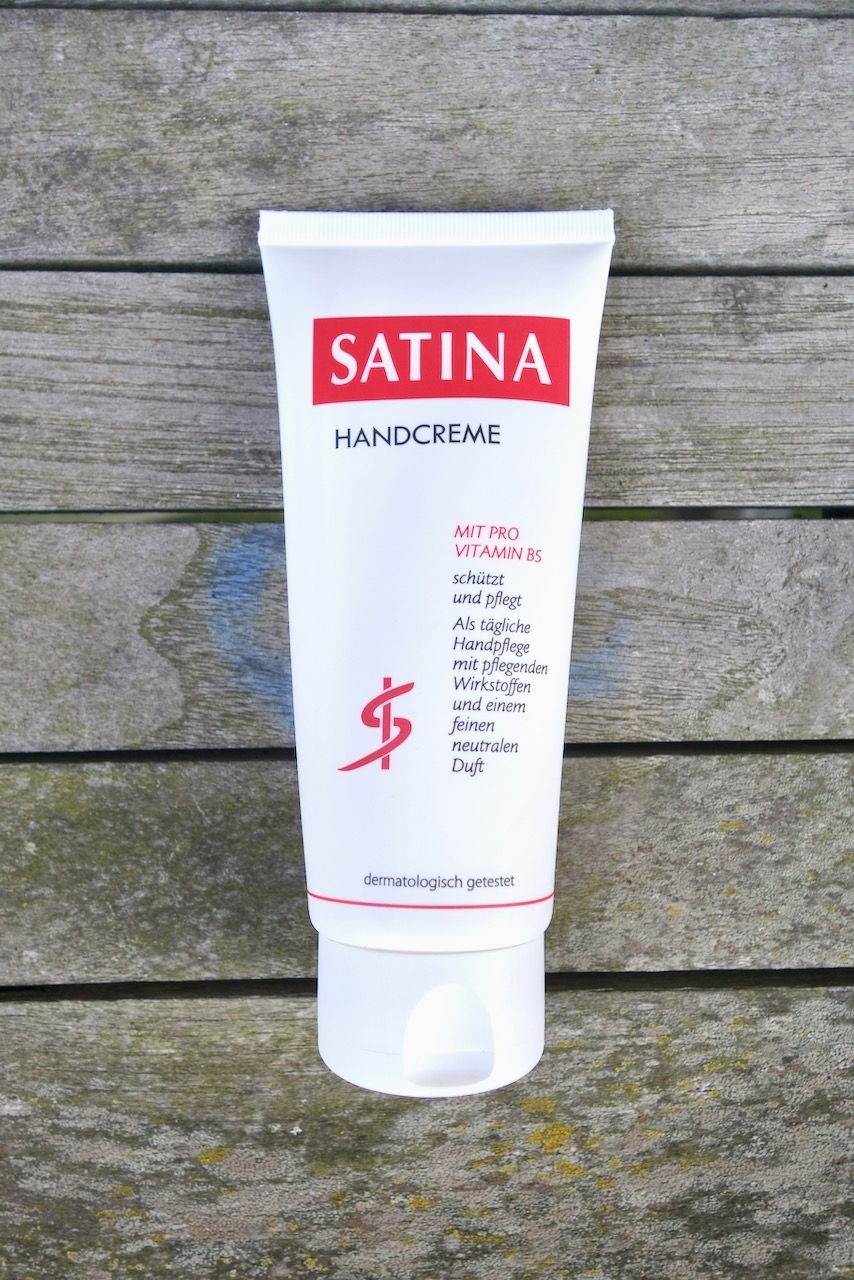 SATINA
HANDCREME
MIT PRO
VITAMIN B5
schützt
und pflegt
Als tägliche
Handpflege
mit pflegenden
Wirkstoffen
und einem
feinen
neutralen
Duft
dermatologisch getestet